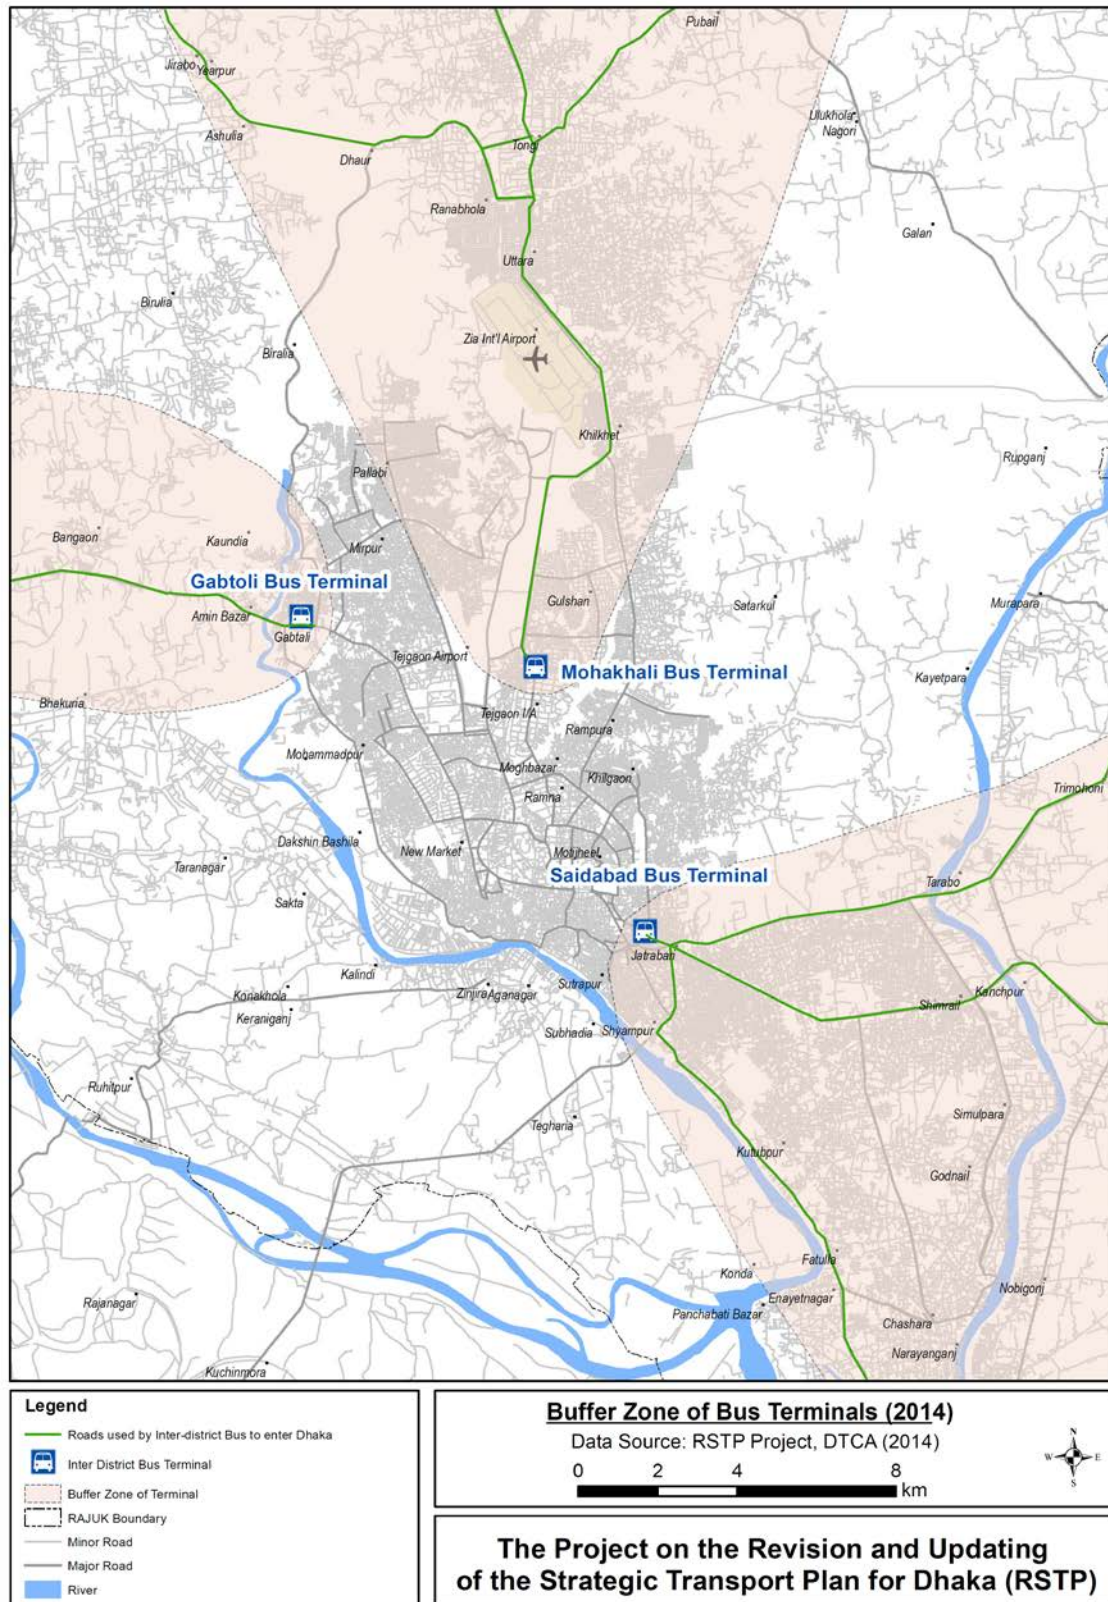 Pubail
Jirabo
Yearpur
Ulukhola
Nagori
Ashulia
Tongi
Dhaur
Ranabhola
Galan
Uttara
Birulia
Zia Int'l Airport
Biralia
Khilkhet
Rupganj
Pallabi
Bangaon
Kaundia
Mirpur
Gabtoli Bus Terminal
Gulshan
Satarkul
Murapara
Amin Bazar
Gabtali
Tejgaon Airport
Mohakhali Bus Terminal
Kayetpara
Bhakuria
Tejgaon I/A
Rampura
Mohammadpur
Moghbazar
Khilgaon
Trimohoni
Ramna
Dakshin Bashila
New Market
Motijheel
Taranagar
Saidabad Bus Terminal
Tarabo
Sakta
Jatrabari
Kalindi
Sutrapur
Konakhola
Zinjira
Aganagar
Shimrail
Kanchpur
Keraniganj
Subhadia
Shyampur
Ruhitpur
Simulpara
Tegharia
Kutubpur
Godnail
Fatulla
Konda
Nobigonj
Rajanagar
Enayetnagar
Panchabati Bazar
Chashara
Narayanganj
Kuchinmora
Legend
Roads used by Inter-district Bus to enter Dhaka
Inter District Bus Terminal
Buffer Zone of Terminal
RAJUK Boundary
Minor Road
Major Road
River
Buffer Zone of Bus Terminals (2014)
Data Source: RSTP Project, DTCA (2014)
0 2 4 8
km
N
W E
S
The Project on the Revision and Updating
of the Strategic Transport Plan for Dhaka (RSTP)